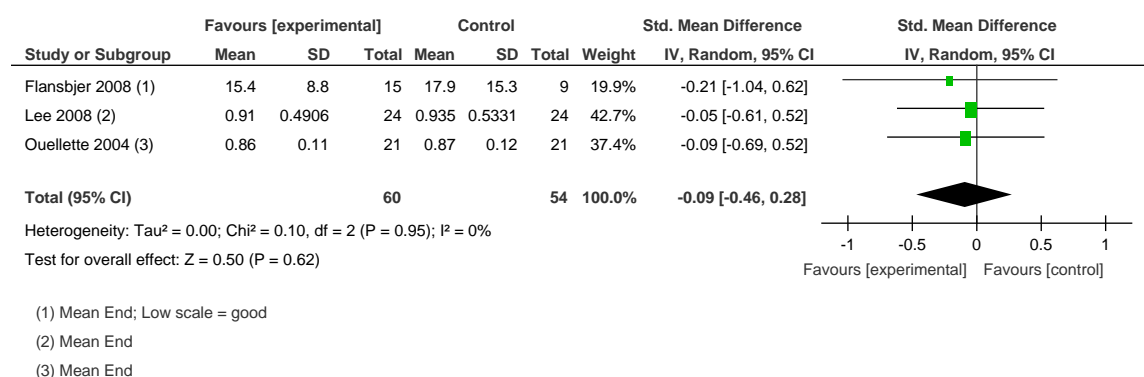 Favours [experimental] Control Std. Mean Difference Std. Mean Difference
Study or Subgroup Mean SD Total Mean SD Total Weight IV, Random, 95% CI IV, Random, 95% CI
Flansbjer 2008 (1) 15.4 8.8 15 17.9 15.3 9 19.9% -0.21 [-1.04, 0.62]
Lee 2008 (2) 0.91 0.4906 24 0.935 0.5331 24 42.7% -0.05 [-0.61, 0.52]
Ouellette 2004 (3) 0.86 0.11 21 0.87 0.12 21 37.4% -0.09 [-0.69, 0.52]
Total (95% CI) 60 54 100.0% -0.09 [-0.46, 0.28]
Heterogeneity: Tau² = 0.00; Chi² = 0.10, df = 2 (P = 0.95); I² = 0%
Test for overall effect: Z = 0.50 (P = 0.62)
-1 -0.5 0 0.5 1
Favours [experimental] Favours [control]
(1) Mean End; Low scale = good
(2) Mean End
(3) Mean End